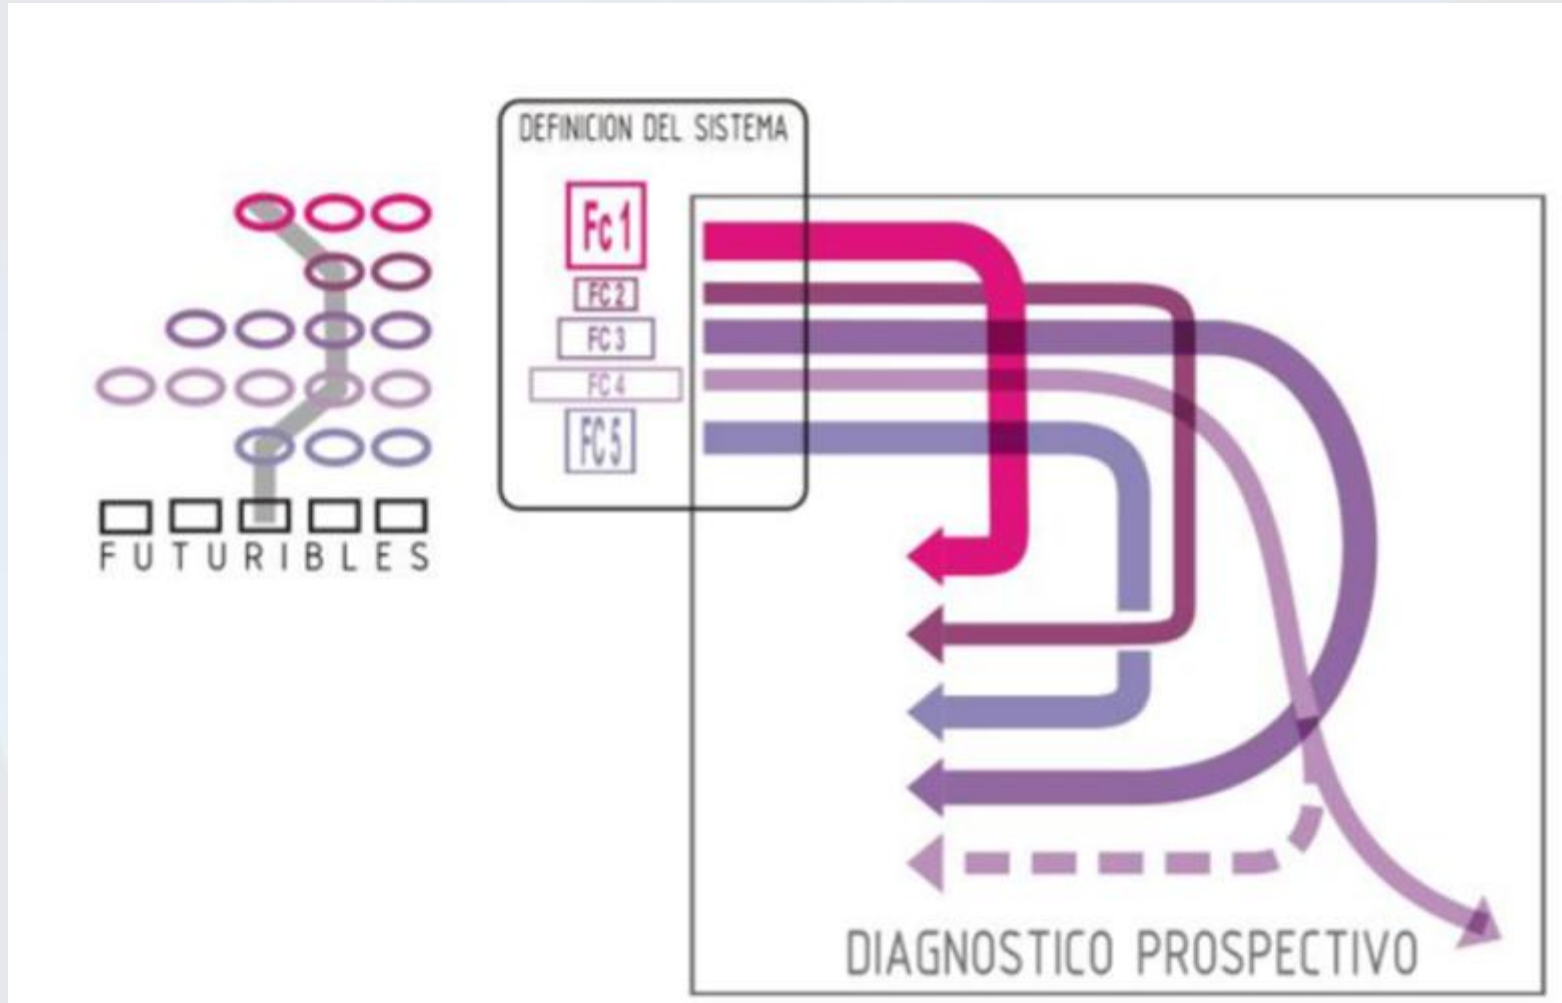 DEFINICION DEL SISTEMA
Fc 1
FC 2
FC 3
FC 4
FC 5
FUTURIBLES
DIAGNOSTICO PROSPECTIVO